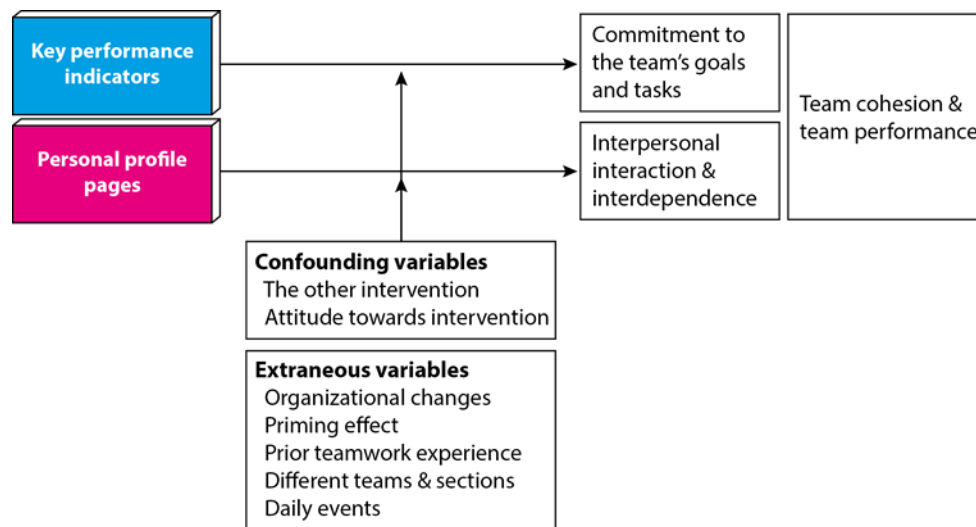 Key performance
indicators
Commitment to
the team's goals
and tasks
Team cohesion &
team performance
Personal profile
pages
Interpersonal
interaction &
interdependence
Confounding variables
The other intervention
Attitude towards intervention
Extraneous variables
Organizational changes
Priming effect
Prior teamwork experience
Different teams & sections
Daily events